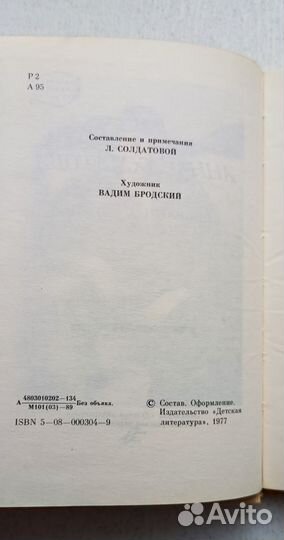 Р 2
А 95
Составление и примечания
Л. СОЛДАТОВОЙ
Художник
ВАДИМ БРОДСКИЙ
А 4803010202—134 Без объявл.
М101(03)—89
ISBN 5—08—000304—9
© Состав. Оформление.
Издательство «Детская
литература», 1977
Avito